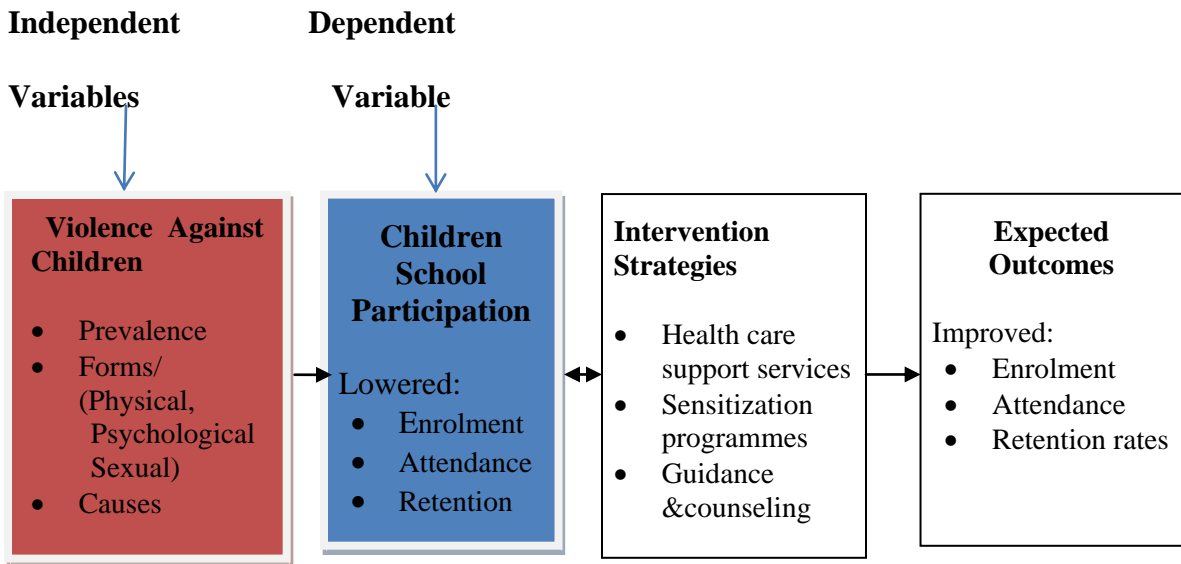 Independent
Variables
Dependent
Variable
Violence Against
Children
• Prevalence
• Forms/
(Physical,
Psychological
Sexual)
• Causes
Children
School
Participation
Lowered:
• Enrolment
• Attendance
• Retention
Intervention
Strategies
• Health care
support services
• Sensitization
programmes
• Guidance
&counseling
Expected
Outcomes
Improved:
• Enrolment
• Attendance
• Retention rates